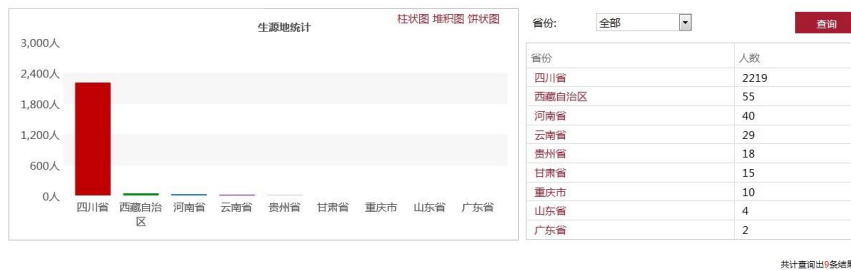 生源地统计
柱状图 堆积图 饼状图
3,000人
2,400人
1,800人
1,200人
600人
0人
四川省 西藏自治区 河南省 云南省 贵州省 甘肃省 重庆市 山东省 广东省
省份: 全部 查询
省份 人数
四川省 2219
西藏自治区 55
河南省 40
云南省 29
贵州省 18
甘肃省 15
重庆市 10
山东省 4
广东省 2
共计查询出9条结果